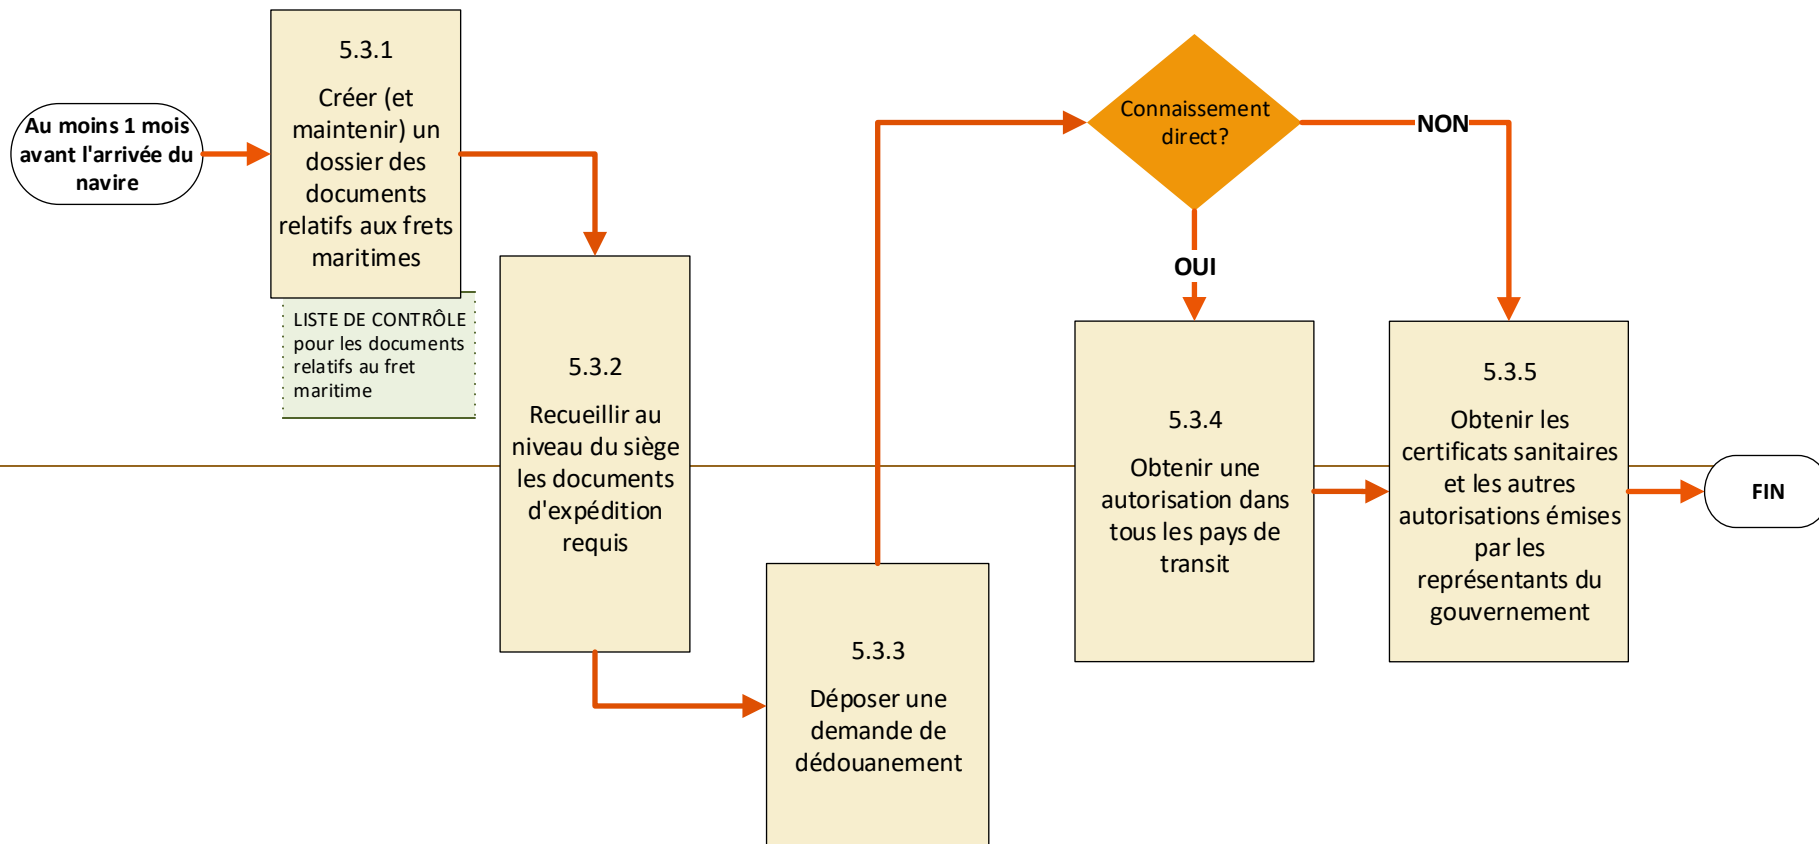 Au moins 1 mois
avant l'arrivée du
navire
5.3.1
Créer (et
maintenir) un
dossier des
documents
relatifs aux frets
maritimes
LISTE DE CONTRÔLE
pour les documents
relatifs au fret
maritime
5.3.2
Recueillir au
niveau du siège
les documents
d'expédition
requis
5.3.3
Déposer une
demande de
dédouanement
Connaissement
direct?
NON
OUI
5.3.4
Obtenir une
autorisation dans
tous les pays de
transit
5.3.5
Obtenir les
certificats sanitaires
et les autres
autorisations émises
par les
représentants du
gouvernement
FIN